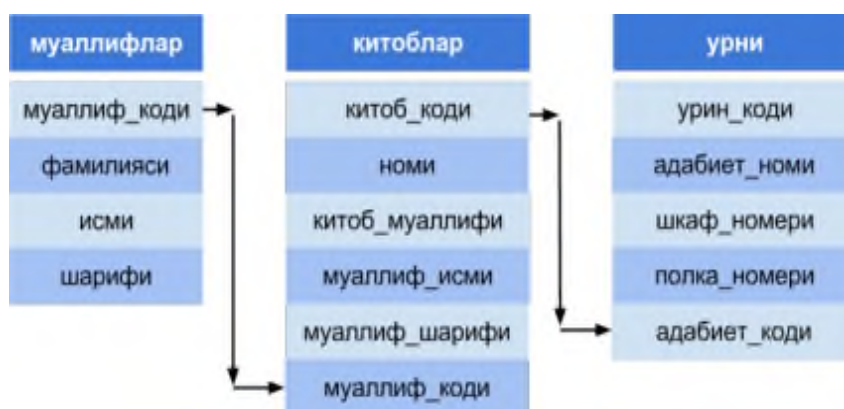 муаллифлар
муаллиф_коди
фамилияси
исми
шарифи
китоблар
китоб_коди
номи
китоб_муаллифи
муаллиф_исми
муаллиф_шарифи
муаллиф_коди
урни
урин_коди
адабиет_номи
шкаф_номери
полка_номери
адабиет_коди